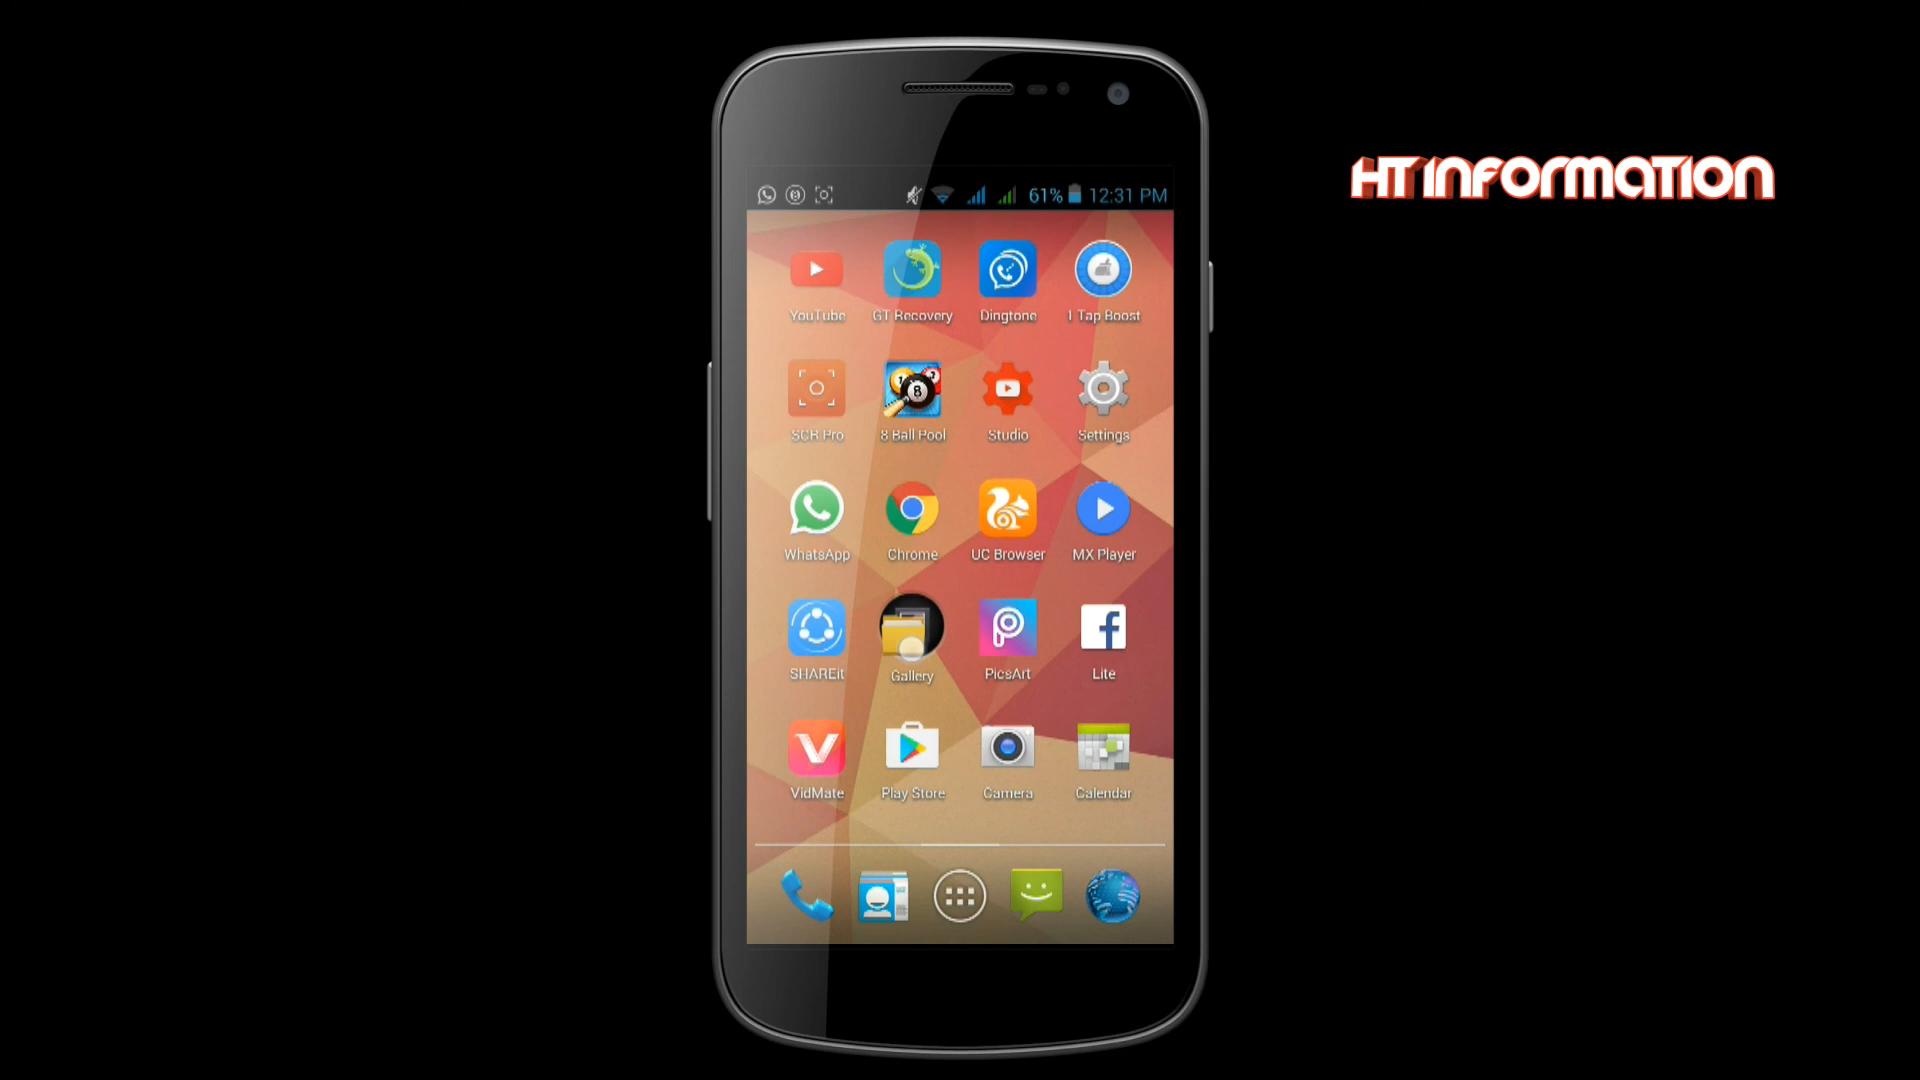 HT INFORMATION
61% 12:31 PM
YouTube GT Recovery Dingtone 1 Tap Boost
SCR Pro 8 Ball Pool Studio Settings
WhatsApp Chrome UC Browser MX Player
SHAREit Gallery PicsArt Lite
VidMate Play Store Camera Calendar